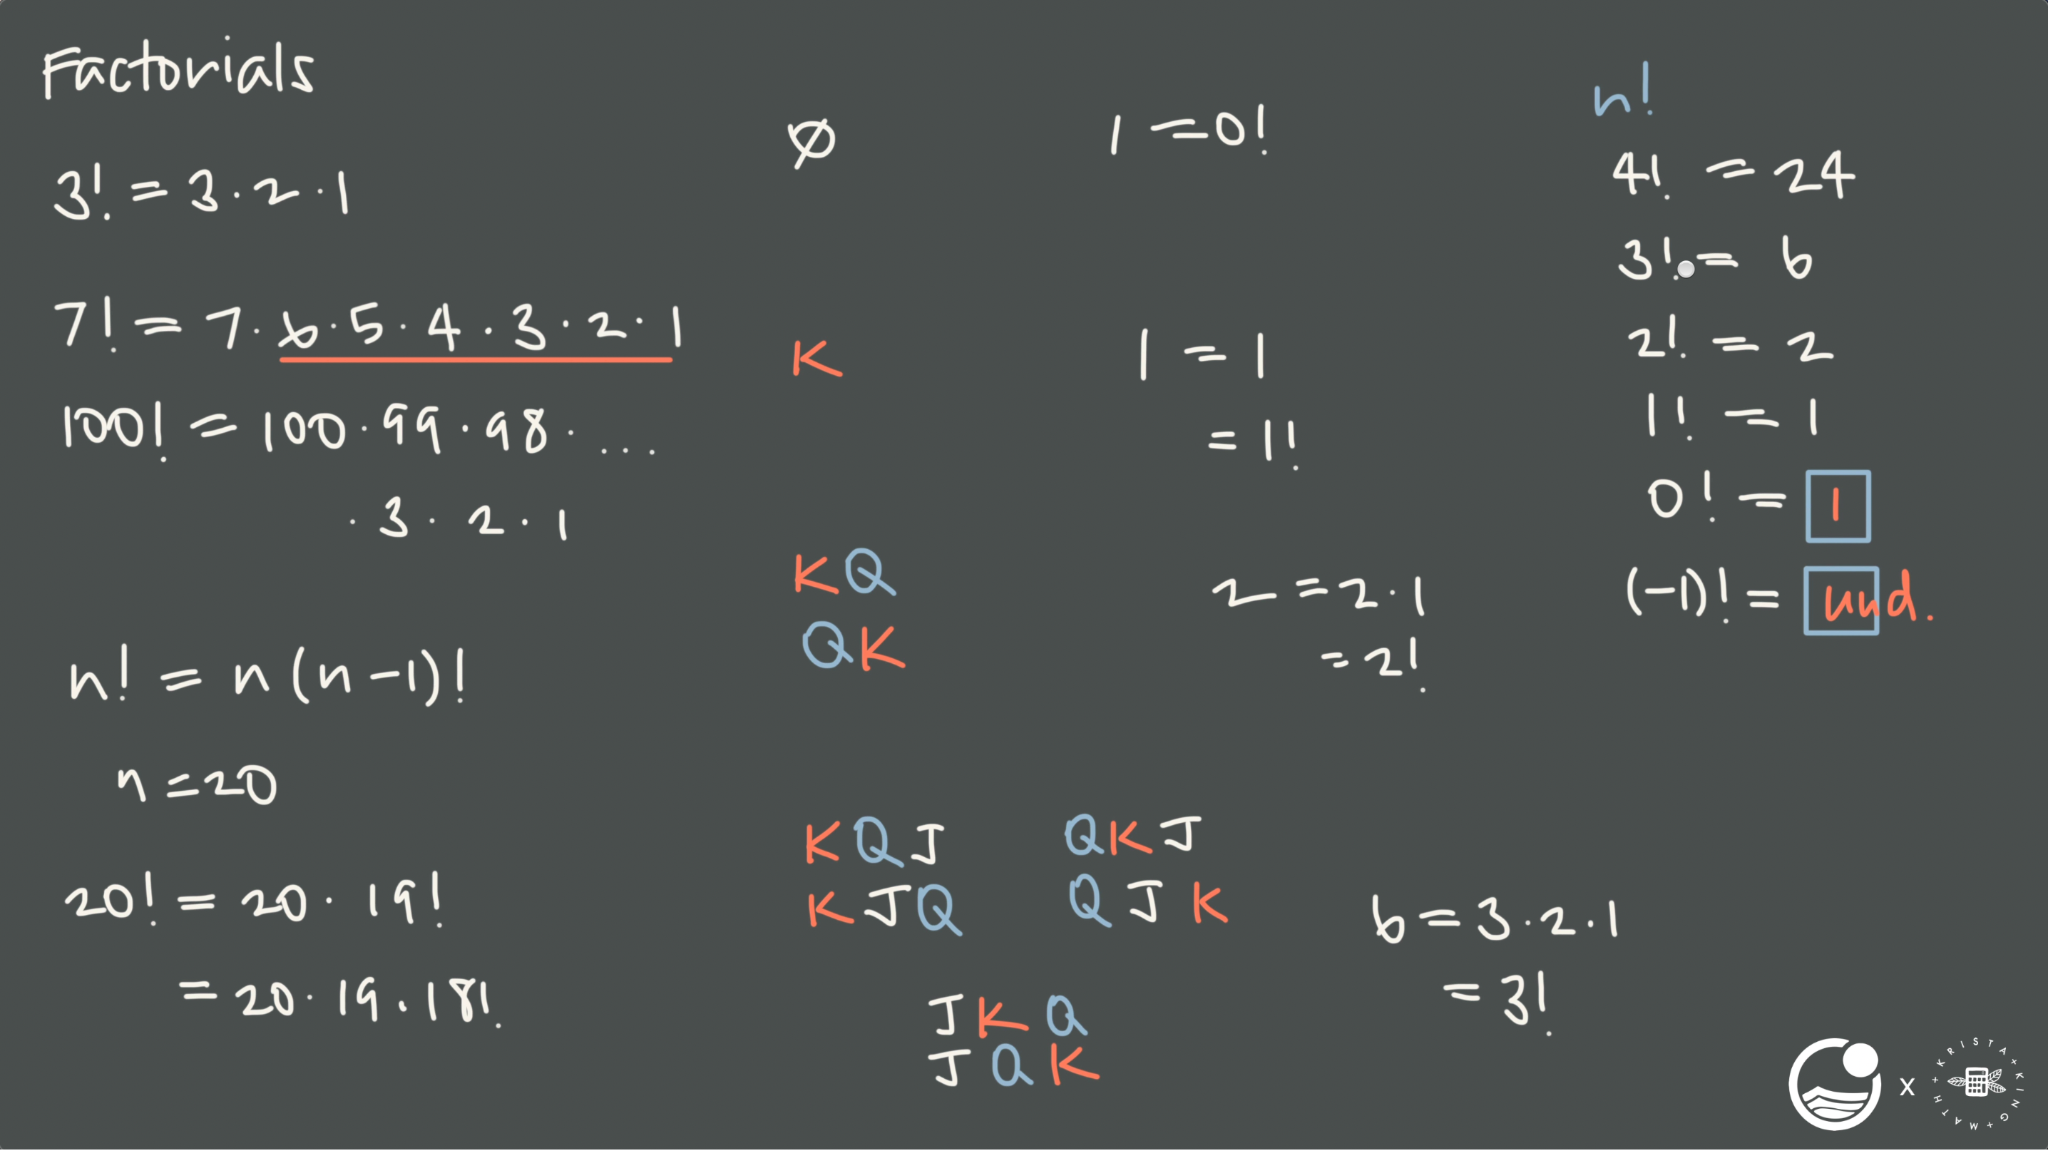 Factorials
3! = 3 · 2 · 1
7! = 7 · 6 · 5 · 4 · 3 · 2 · 1
100! = 100 · 99 · 98 · ...
· 3 · 2 · 1
n! = n (n - 1)!
n = 20
20! = 20 · 19!
= 20 · 19 · 18!
∅
1 = 0!
K
1 = 1
= 1!
KQ
QK
2 = 2 · 1
= 2!
KQJ QKJ
KJQ QJK
JKQ
JQK
6 = 3 · 2 · 1
= 3!
n!
4! = 24
3! = 6
2! = 2
1! = 1
0! = 1
(-1)! = und.
x
KRISTA + KING + MATH +